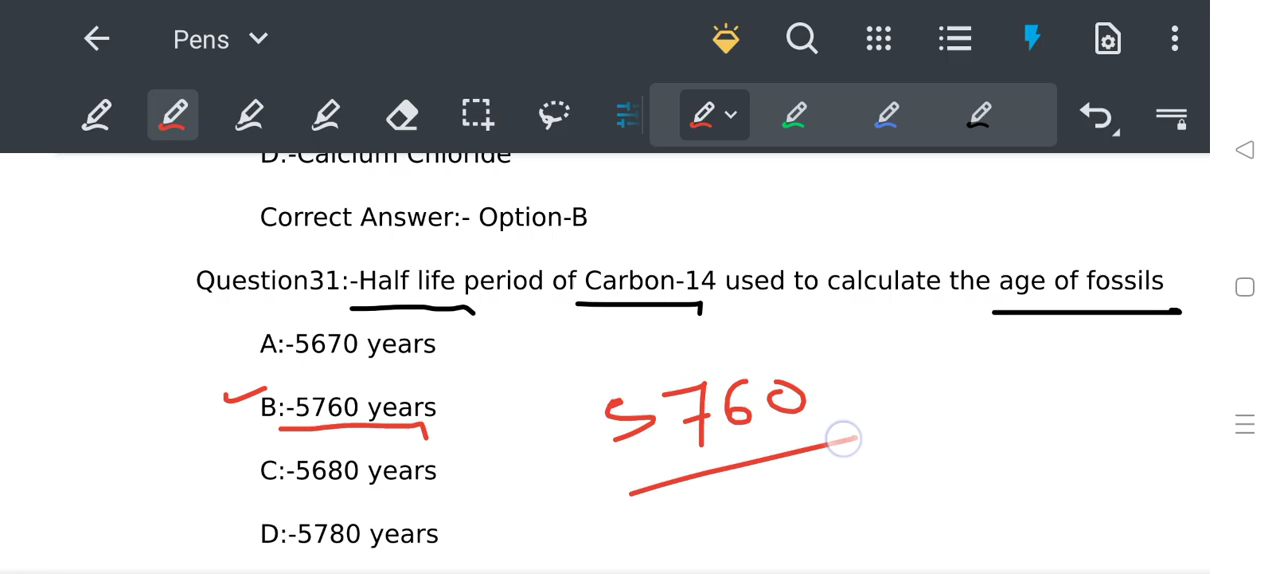 Pens
D:-Calcium Chloride
Correct Answer:- Option-B
Question31:-Half life period of Carbon-14 used to calculate the age of fossils
A:-5670 years
B:-5760 years
5760
C:-5680 years
D:-5780 years